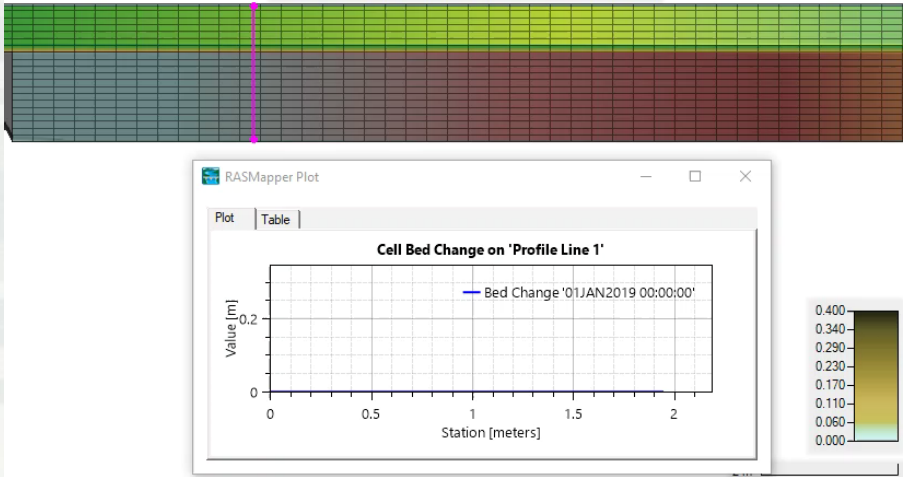 RASMapper Plot
Plot
Table
Cell Bed Change on 'Profile Line 1'
Bed Change '01JAN2019 00:00:00'
Value [m]
0.2
0
0
0.5
1
1.5
2
Station [meters]
0.400
0.340
0.290
0.230
0.170
0.110
0.060
0.000